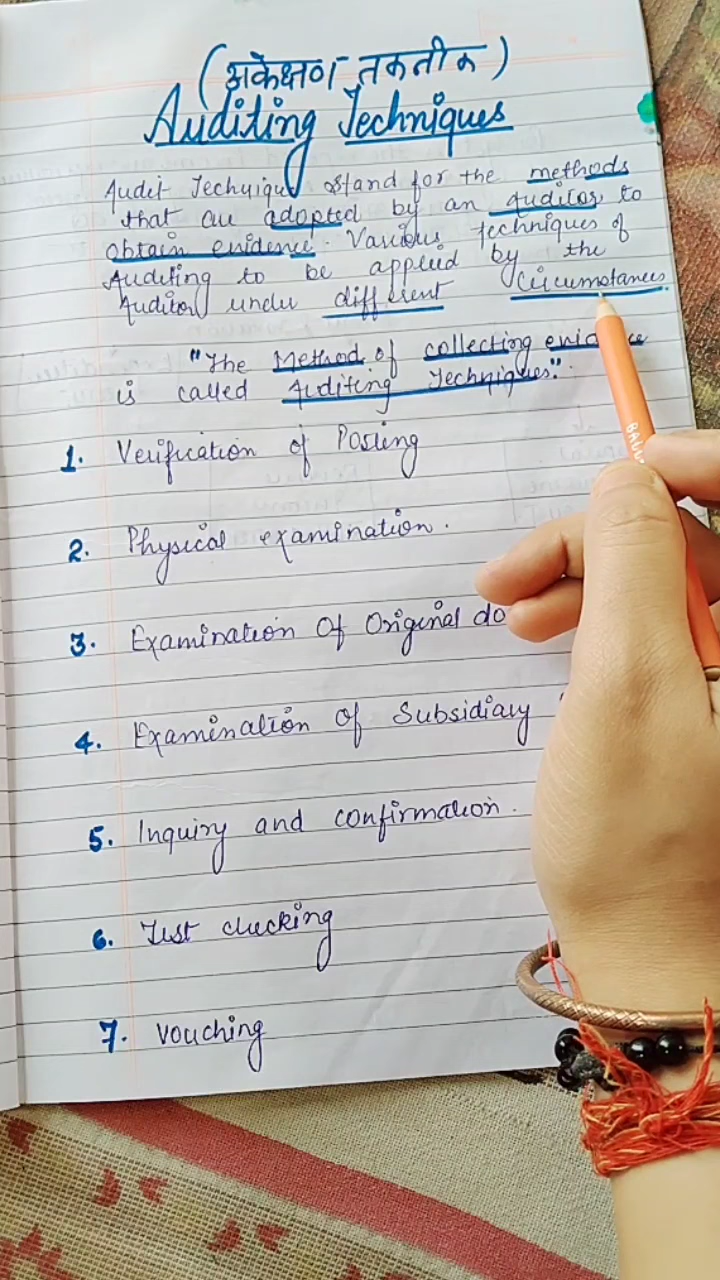 (अंकेक्षण तकनीक)
Auditing Techniques
Audit Technique stand for the methods
that are adopted by an auditor to
obtain evidence. Various techniques of
Auditing to be applied by the
Auditor under different circumstances
"The Method of collecting evidence
is called Auditing Techniques".
1. Verification of Posting
2. Physical examination.
3. Examination Of Original do
4. Examination Of Subsidiary
5. Inquiry and confirmation.
6. Test checking
7. Vouching